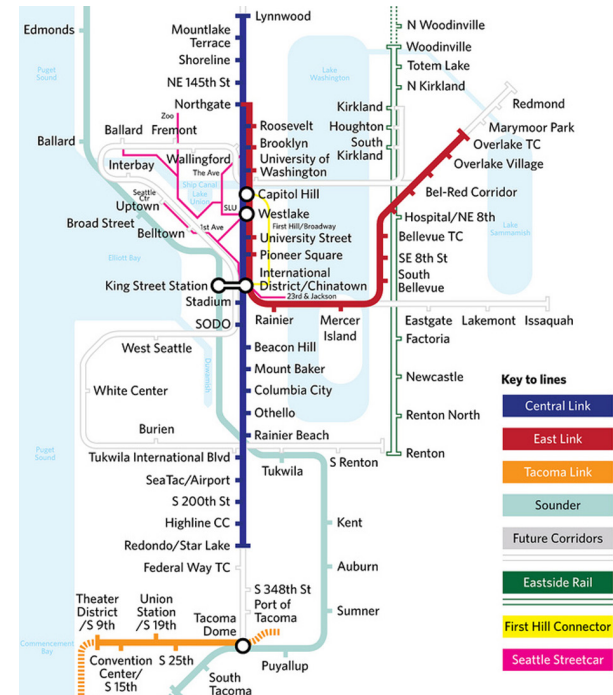 Lynnwood
Edmonds
Mountlake
Terrace
Shoreline
NE 145th St
Northgate
N Woodinville
Woodinville
Totem Lake
N Kirkland
Puget
Sound
Lake
Washington
Kirkland
Houghton
South
Kirkland
Redmond
Marymoor Park
Overlake TC
Overlake Village
Bel-Red Corridor
Hospital/NE 8th
Bellevue TC
SE 8th St
South
Bellevue
Lake
Sammamish
Zoo
Ballard
Ballard
Fremont
Interbay
Wallingford
The Ave
Roosevelt
Brooklyn
University of
Washington
Ship Canal
Lake
Union
Seattle
Ctr
Uptown
SLU
Capitol Hill
Westlake
Broad Street
Belltown
1st Ave
First Hill/Broadway
University Street
Pioneer Square
Elliott Bay
International
District/Chinatown
King Street Station
23rd & Jackson
Stadium
SODO
Rainier
Mercer
Island
Eastgate
Lakemont
Issaquah
Factoria
West Seattle
Duwamish
Beacon Hill
Mount Baker
Columbia City
Othello
Rainier Beach
White Center
Newcastle
Renton North
Burien
Puget
Sound
Tukwila International Blvd
Tukwila
S Renton
Renton
SeaTac/Airport
S 200th St
Highline CC
Redondo/Star Lake
Federal Way TC
Kent
Auburn
Sumner
S 348th St
Port of
Tacoma
Theater
District
/S 9th
Union
Station
/S 19th
Tacoma
Dome
Commencement
Bay
Convention
Center/
S 15th
S 25th
Puyallup
South
Tacoma
Key to lines
Central Link
East Link
Tacoma Link
Sounder
Future Corridors
Eastside Rail
First Hill Connector
Seattle Streetcar